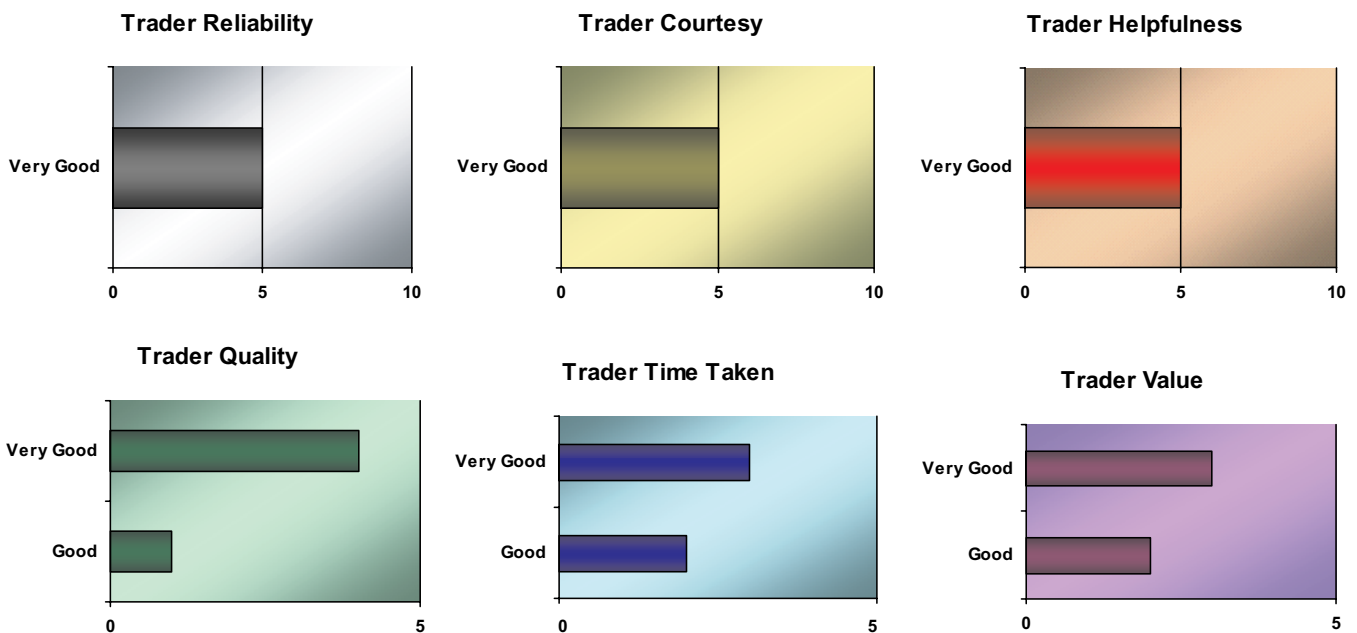 Trader Reliability
Very Good
0 5 10
Trader Courtesy
Very Good
0 5 10
Trader Helpfulness
Very Good
0 5 10
Trader Quality
Very Good
Good
0 5
Trader Time Taken
Very Good
Good
0 5
Trader Value
Very Good
Good
0 5